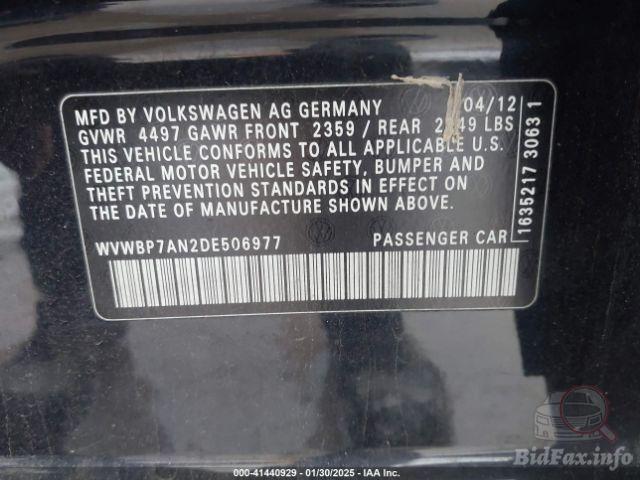 MFD BY VOLKSWAGEN AG GERMANY 04/12
GVWR 4497 GAWR FRONT 2359 / REAR LBS
THIS VEHICLE CONFORMS TO ALL APPLICABLE U.S.
FEDERAL MOTOR VEHICLE SAFETY, BUMPER AND
THEFT PREVENTION STANDARDS IN EFFECT ON
THE DATE OF MANUFACTURE SHOWN ABOVE.
WVWBP7AN2DE506977 PASSENGER CAR
1635217 30631
BidFax.info
000-41440929 - 01/30/2025 - IAA Inc.